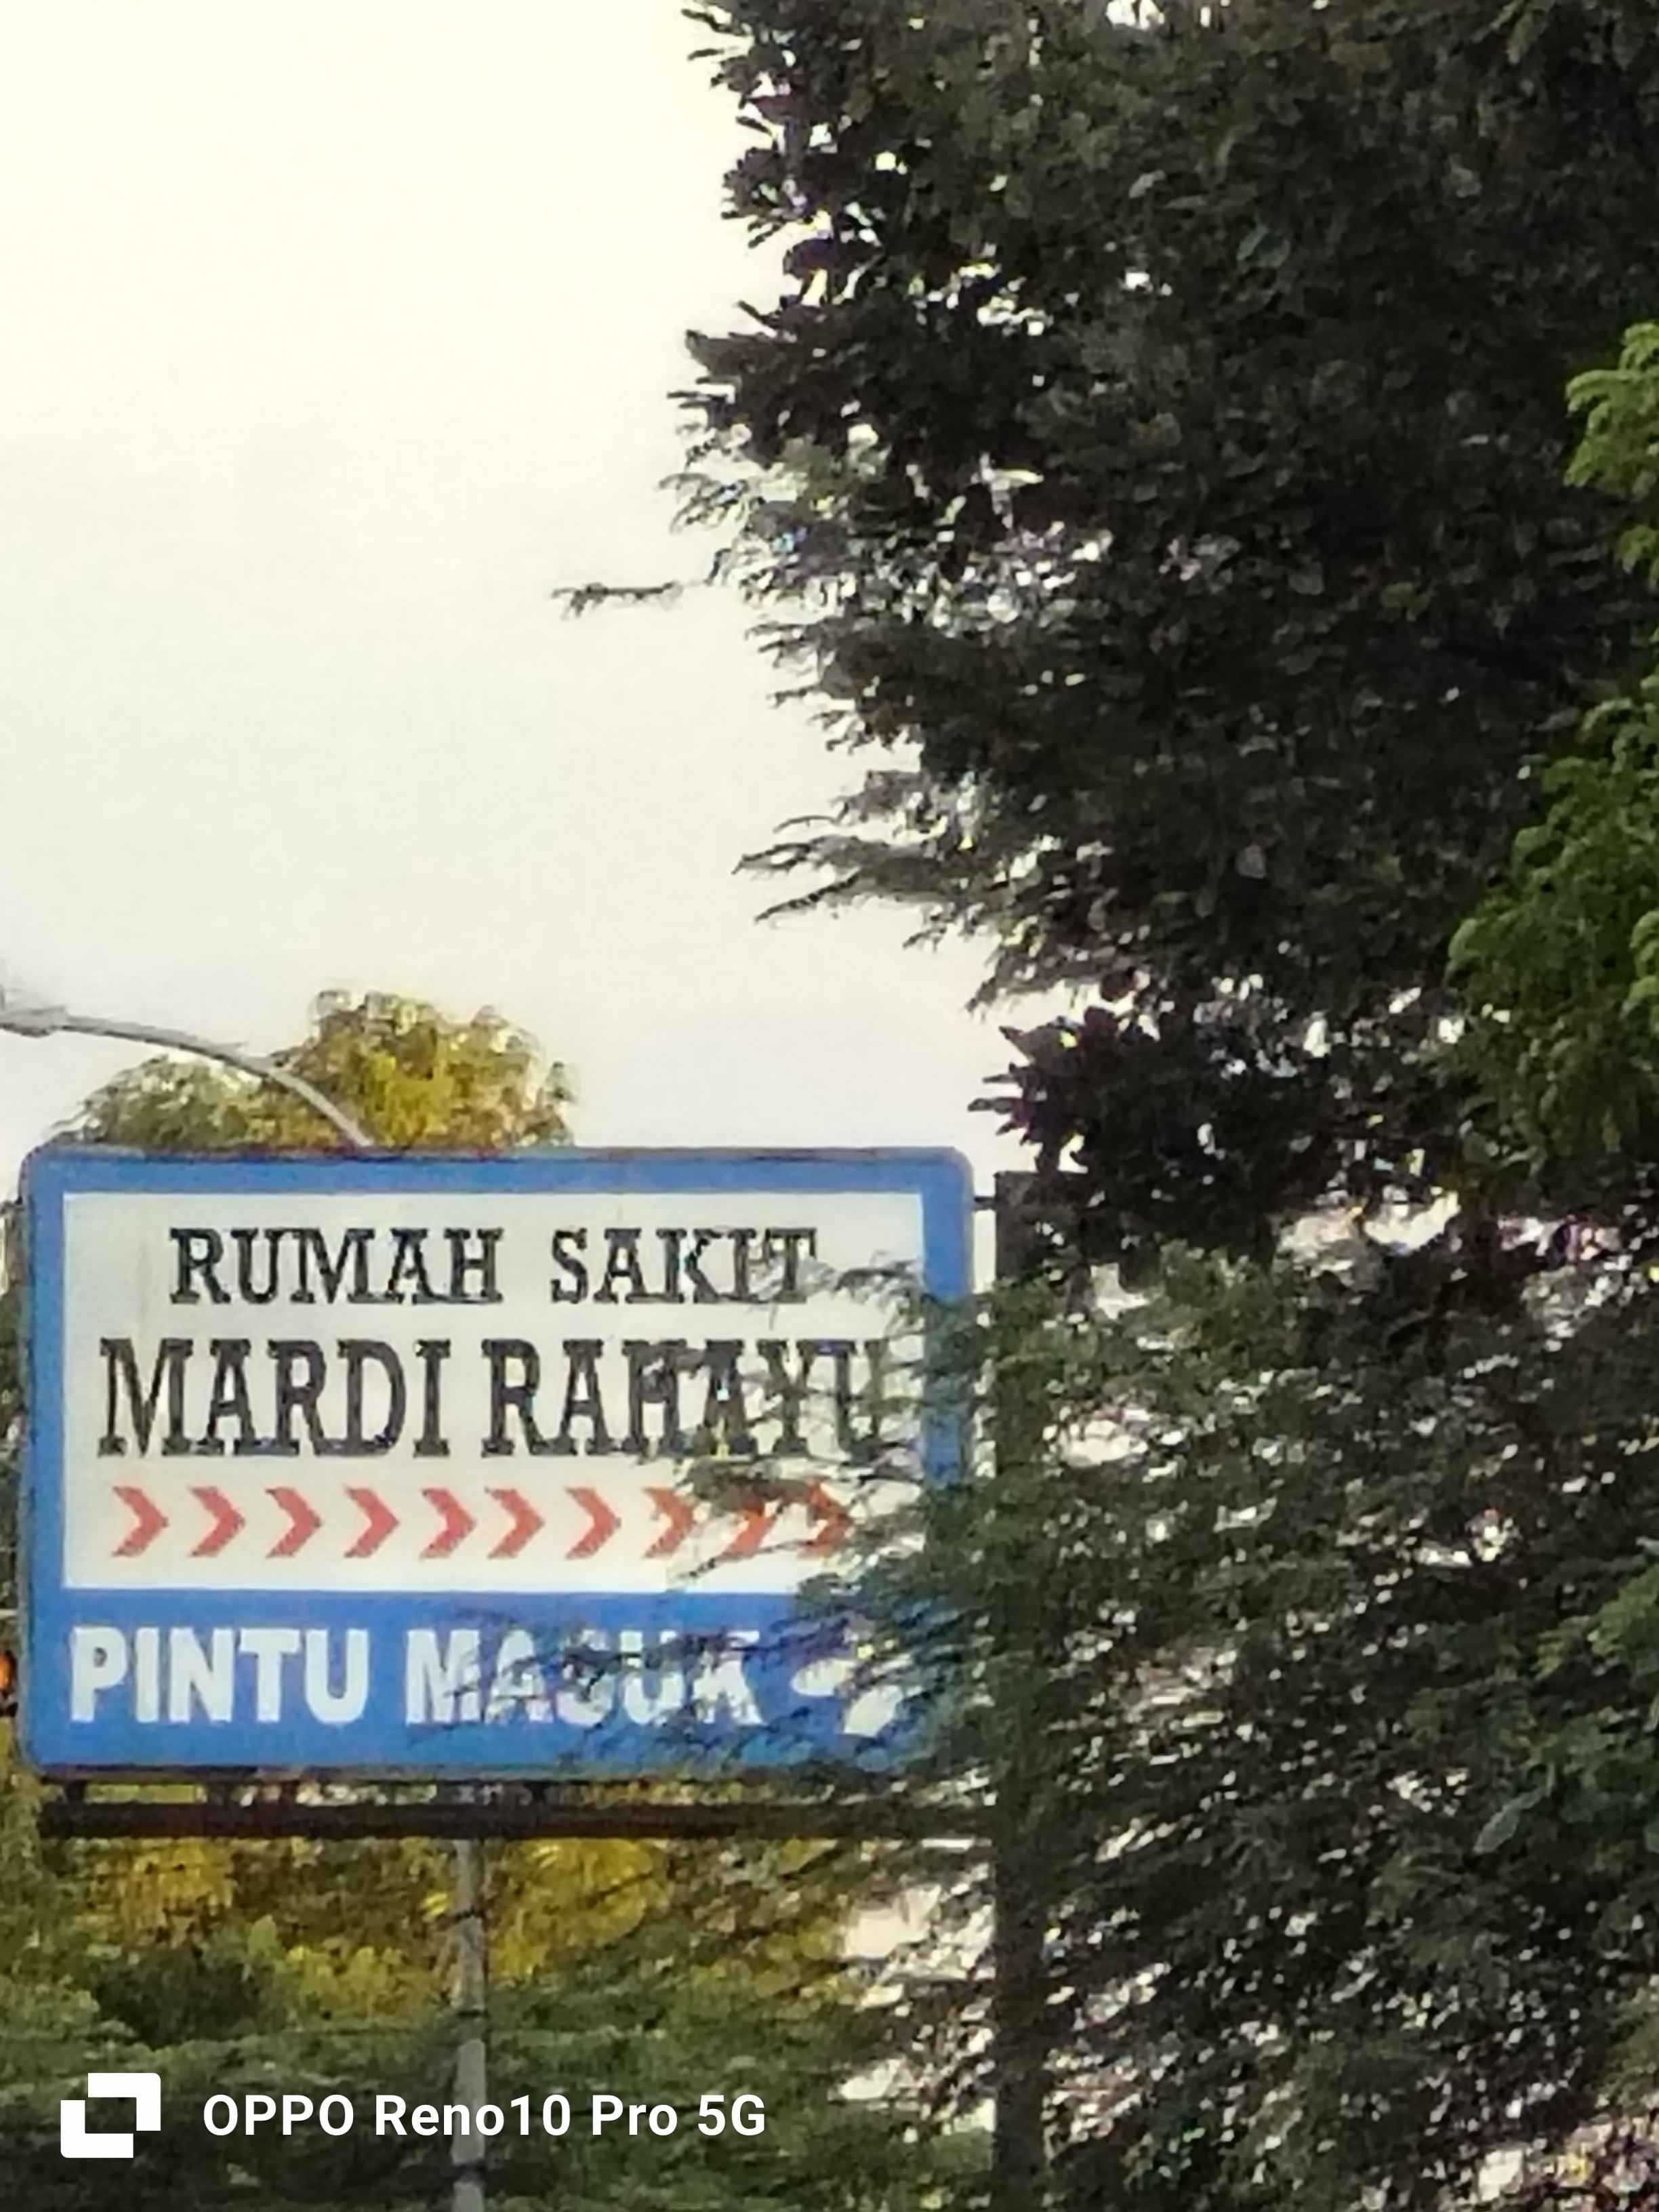 RUMAH SAKIT
MARDI RAHAYU
PINTU MASUK
OPPO Reno10 Pro 5G